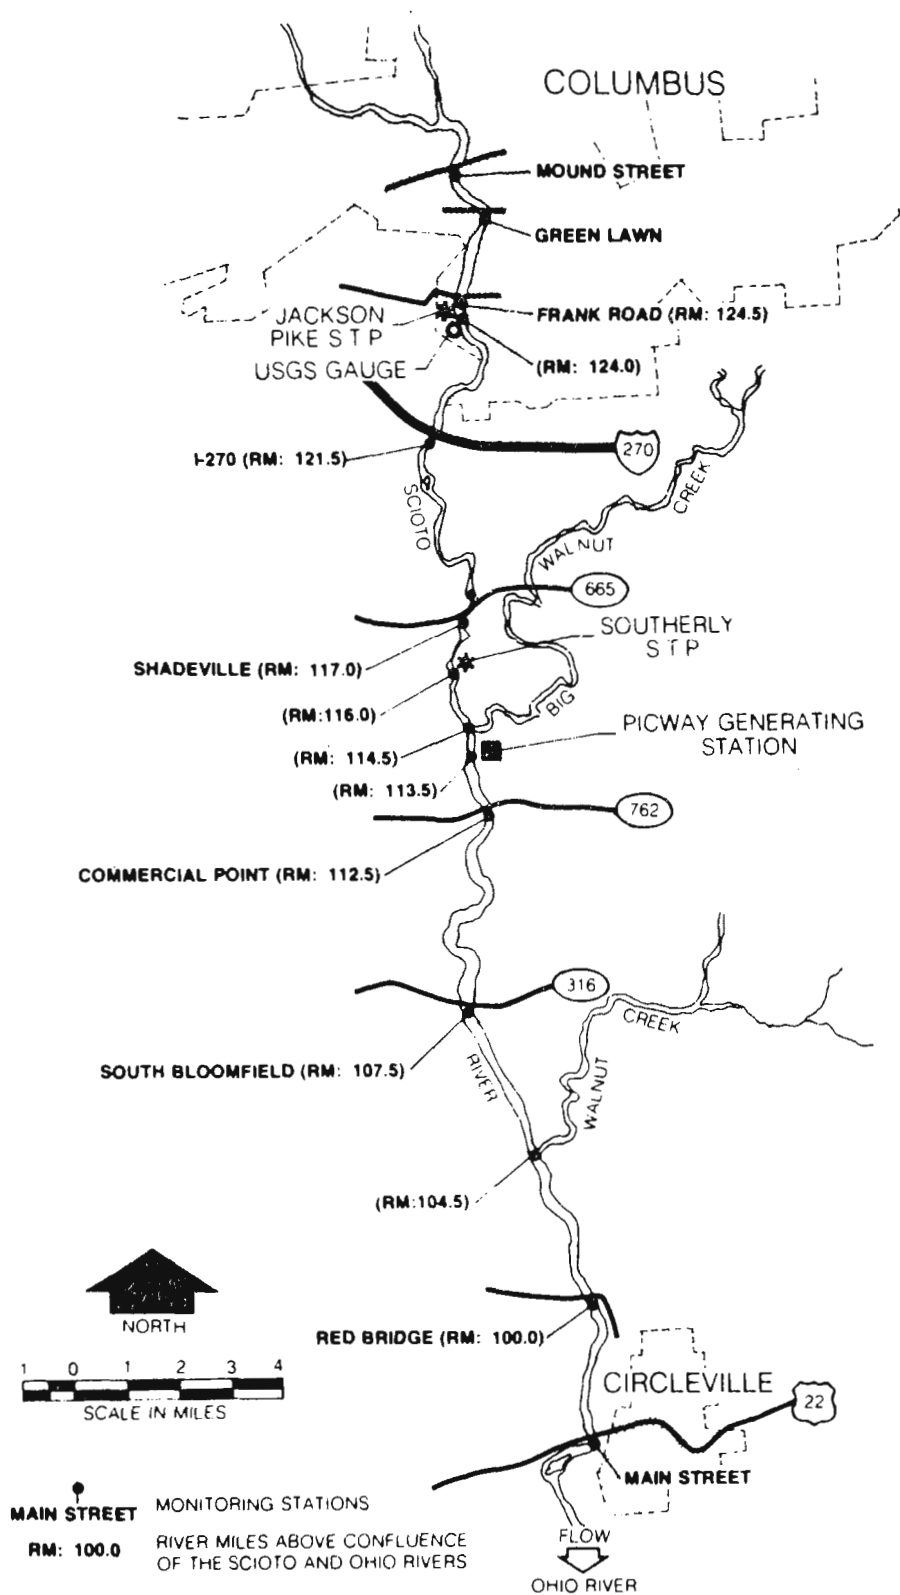 COLUMBUS
MOUND STREET
GREEN LAWN
JACKSON
PIKE S T P
FRANK ROAD (RM: 124.5)
USGS GAUGE
(RM: 124.0)
I-270 (RM: 121.5)
270
SCIOTO
CREEK
WALNUT
665
SOUTHERLY
S T P
SHADEVILLE (RM: 117.0)
BIG
(RM:116.0)
PICWAY GENERATING
STATION
(RM: 114.5)
(RM: 113.5)
762
COMMERCIAL POINT (RM: 112.5)
316
CREEK
SOUTH BLOOMFIELD (RM: 107.5)
RIVER
WALNUT
(RM:104.5)
NORTH
RED BRIDGE (RM: 100.0)
1 0 1 2 3 4
SCALE IN MILES
CIRCLEVILLE
22
MAIN STREET
MAIN STREET MONITORING STATIONS
RM: 100.0 RIVER MILES ABOVE CONFLUENCE
OF THE SCIOTO AND OHIO RIVERS
FLOW
OHIO RIVER